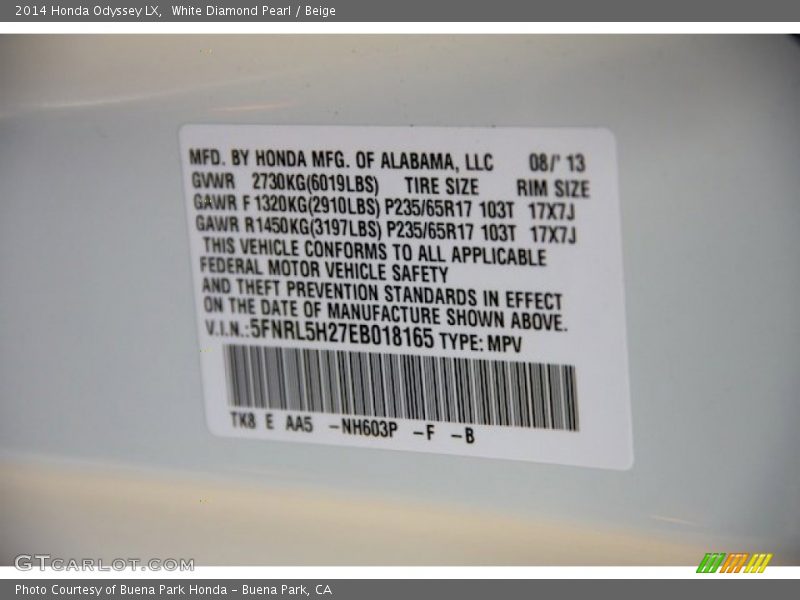 2014 Honda Odyssey LX, White Diamond Pearl / Beige
MFD. BY HONDA MFG. OF ALABAMA, LLC 08/' 13
GVWR 2730KG(6019LBS) TIRE SIZE RIM SIZE
GAWR F 1320KG(2910LBS) P235/65R17 103T 17X7J
GAWR R1450KG(3197LBS) P235/65R17 103T 17X7J
THIS VEHICLE CONFORMS TO ALL APPLICABLE
FEDERAL MOTOR VEHICLE SAFETY
AND THEFT PREVENTION STANDARDS IN EFFECT
ON THE DATE OF MANUFACTURE SHOWN ABOVE.
V.I.N.:5FNRL5H27EB018165 TYPE: MPV
TK8 E AA5 -NH603P -F -B
GTCARLOT.COM
Photo Courtesy of Buena Park Honda - Buena Park, CA